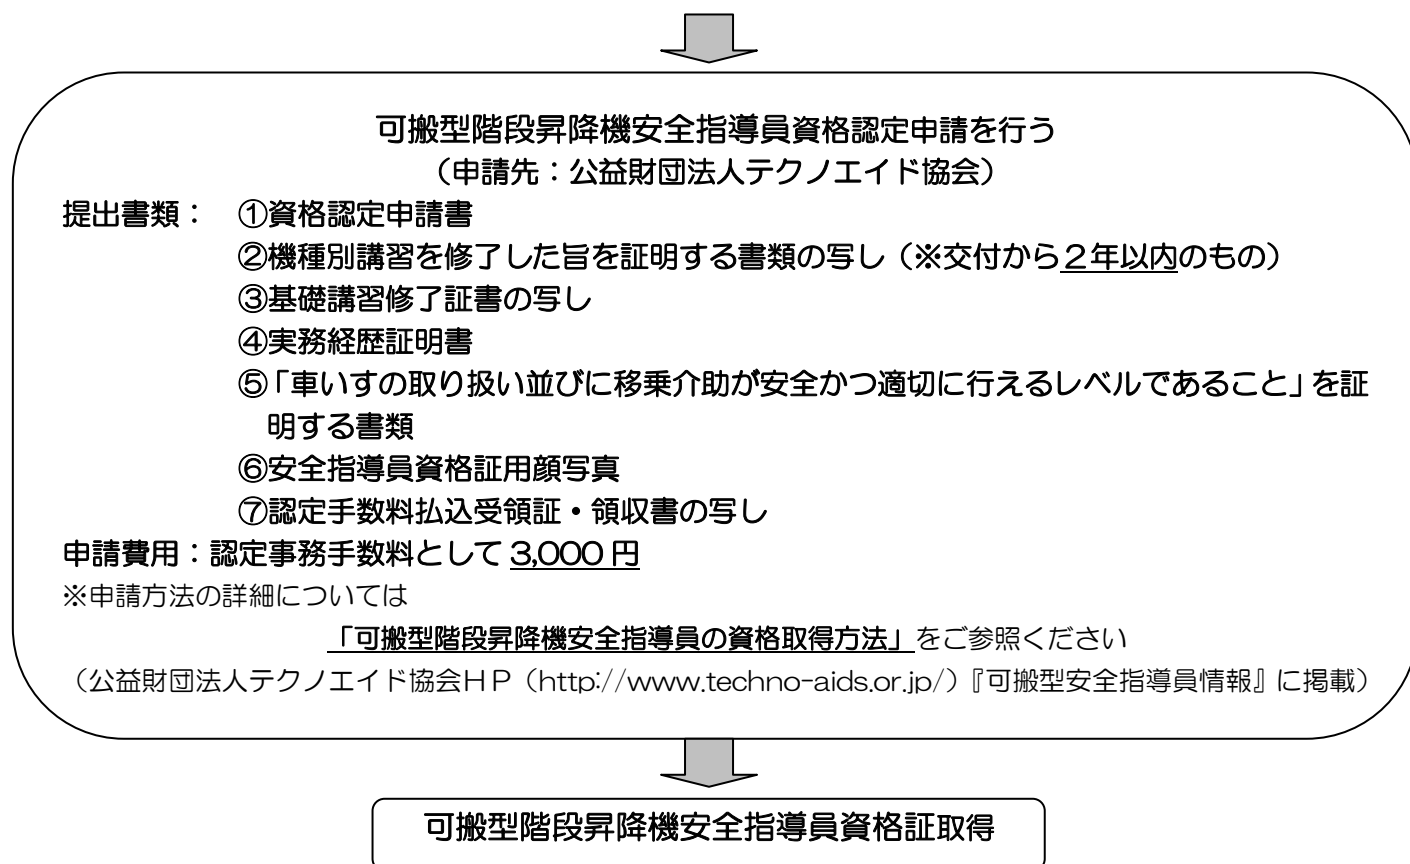 可搬型階段昇降機安全指導員資格認定申請を行う
（申請先：公益財団法人テクノエイド協会）
提出書類： ①資格認定申請書
②機種別講習を修了した旨を証明する書類の写し（※交付から２年以内のもの）
③基礎講習修了証書の写し
④実務経歴証明書
⑤「車いすの取り扱い並びに移乗介助が安全かつ適切に行えるレベルであること」を証
明する書類
⑥安全指導員資格証用顔写真
⑦認定手数料払込受領証・領収書の写し
申請費用：認定事務手数料として 3,000 円
※申請方法の詳細については
「可搬型階段昇降機安全指導員の資格取得方法」をご参照ください
（公益財団法人テクノエイド協会ＨＰ（http://www.techno-aids.or.jp/）『可搬型安全指導員情報』に掲載）
可搬型階段昇降機安全指導員資格証取得